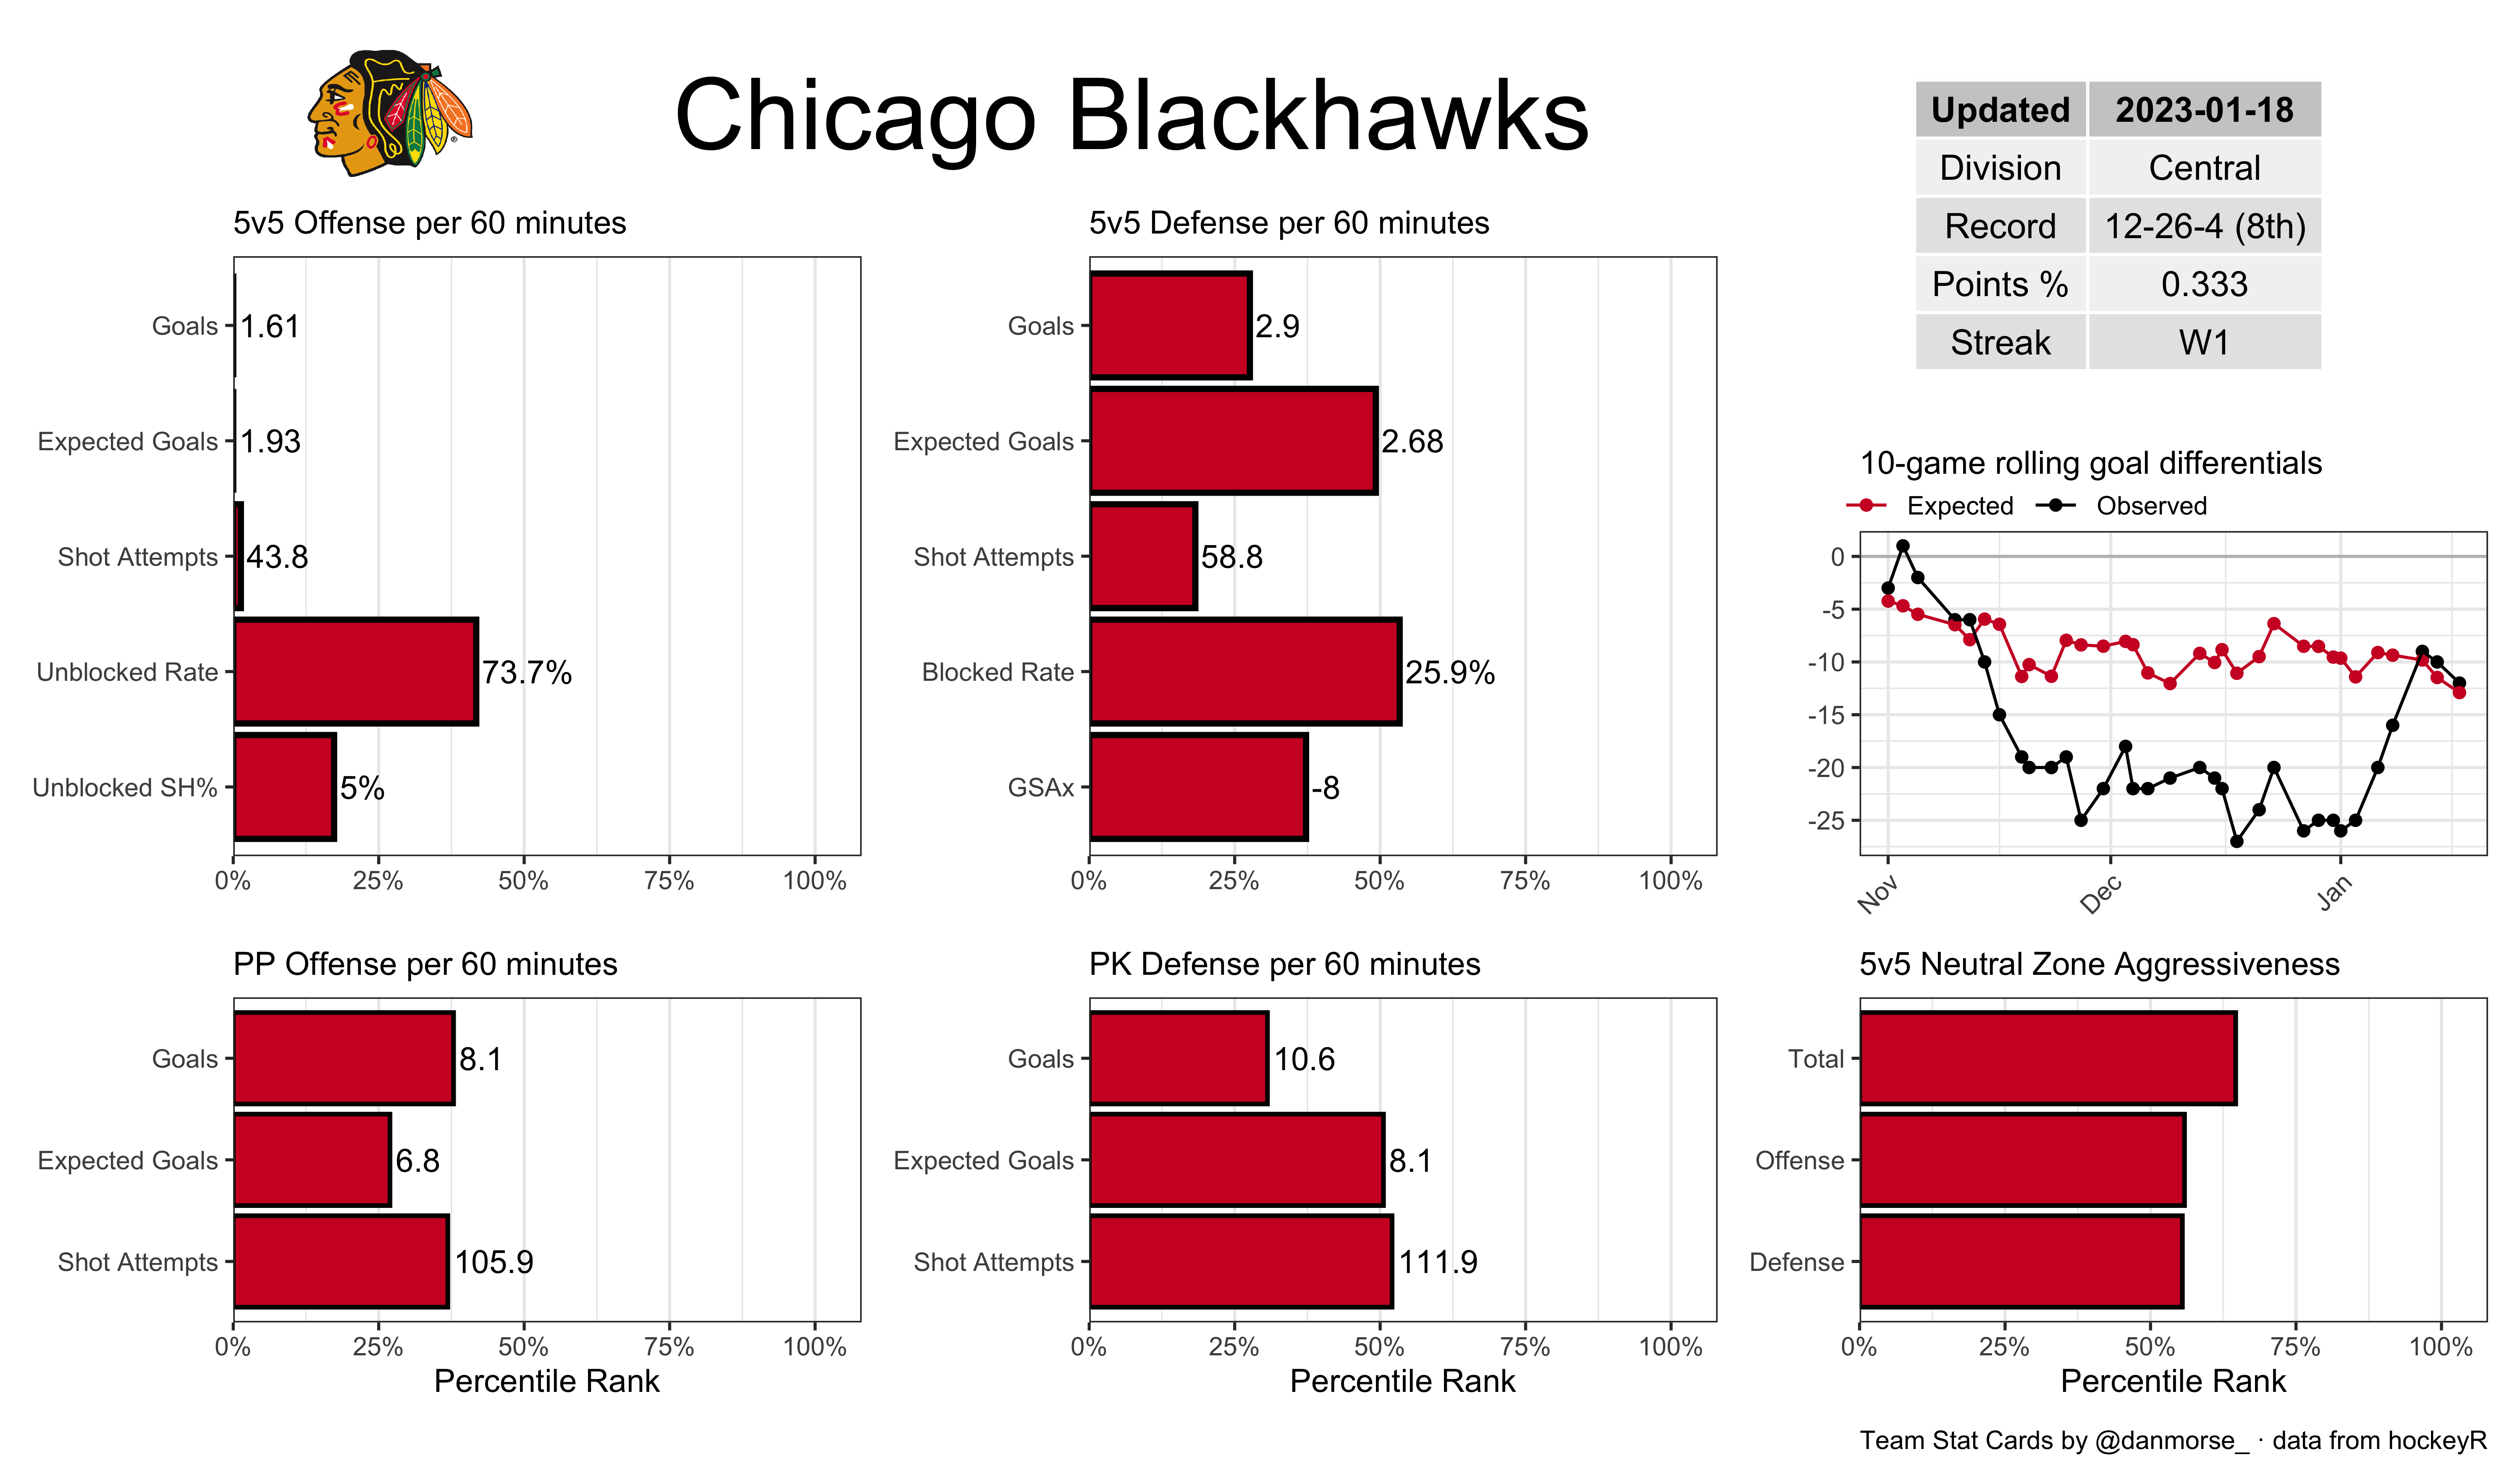 Chicago Blackhawks
Updated 2023-01-18
Division Central
Record 12-26-4 (8th)
Points % 0.333
Streak W1
5v5 Offense per 60 minutes
Goals 1.61
Expected Goals 1.93
Shot Attempts 43.8
Unblocked Rate 73.7%
Unblocked SH% 5%
0% 25% 50% 75% 100%
5v5 Defense per 60 minutes
Goals 2.9
Expected Goals 2.68
Shot Attempts 58.8
Blocked Rate 25.9%
GSAx -8
0% 25% 50% 75% 100%
10-game rolling goal differentials
Expected Observed
0
-5
-10
-15
-20
-25
Nov Dec Jan
PP Offense per 60 minutes
Goals 8.1
Expected Goals 6.8
Shot Attempts 105.9
0% 25% 50% 75% 100%
Percentile Rank
PK Defense per 60 minutes
Goals 10.6
Expected Goals 8.1
Shot Attempts 111.9
0% 25% 50% 75% 100%
Percentile Rank
5v5 Neutral Zone Aggressiveness
Total
Offense
Defense
0% 25% 50% 75% 100%
Percentile Rank
Team Stat Cards by @danmorse_ · data from hockeyR